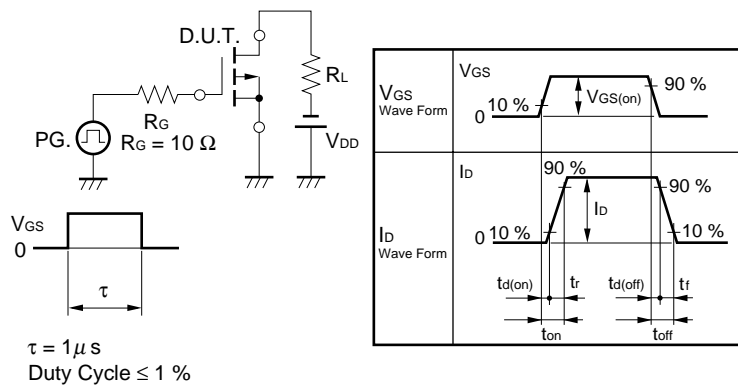 D.U.T.
RL
RG
PG.
RG = 10 Ω
VDD
VGS
0
τ
τ = 1μ s
Duty Cycle ≤ 1 %
VGS
Wave Form
VGS
10 %
0
VGS(on)
90 %
ID
Wave Form
ID
90 %
0
10 %
ID
90 %
10 %
td(on)
tr
td(off)
tf
ton
toff